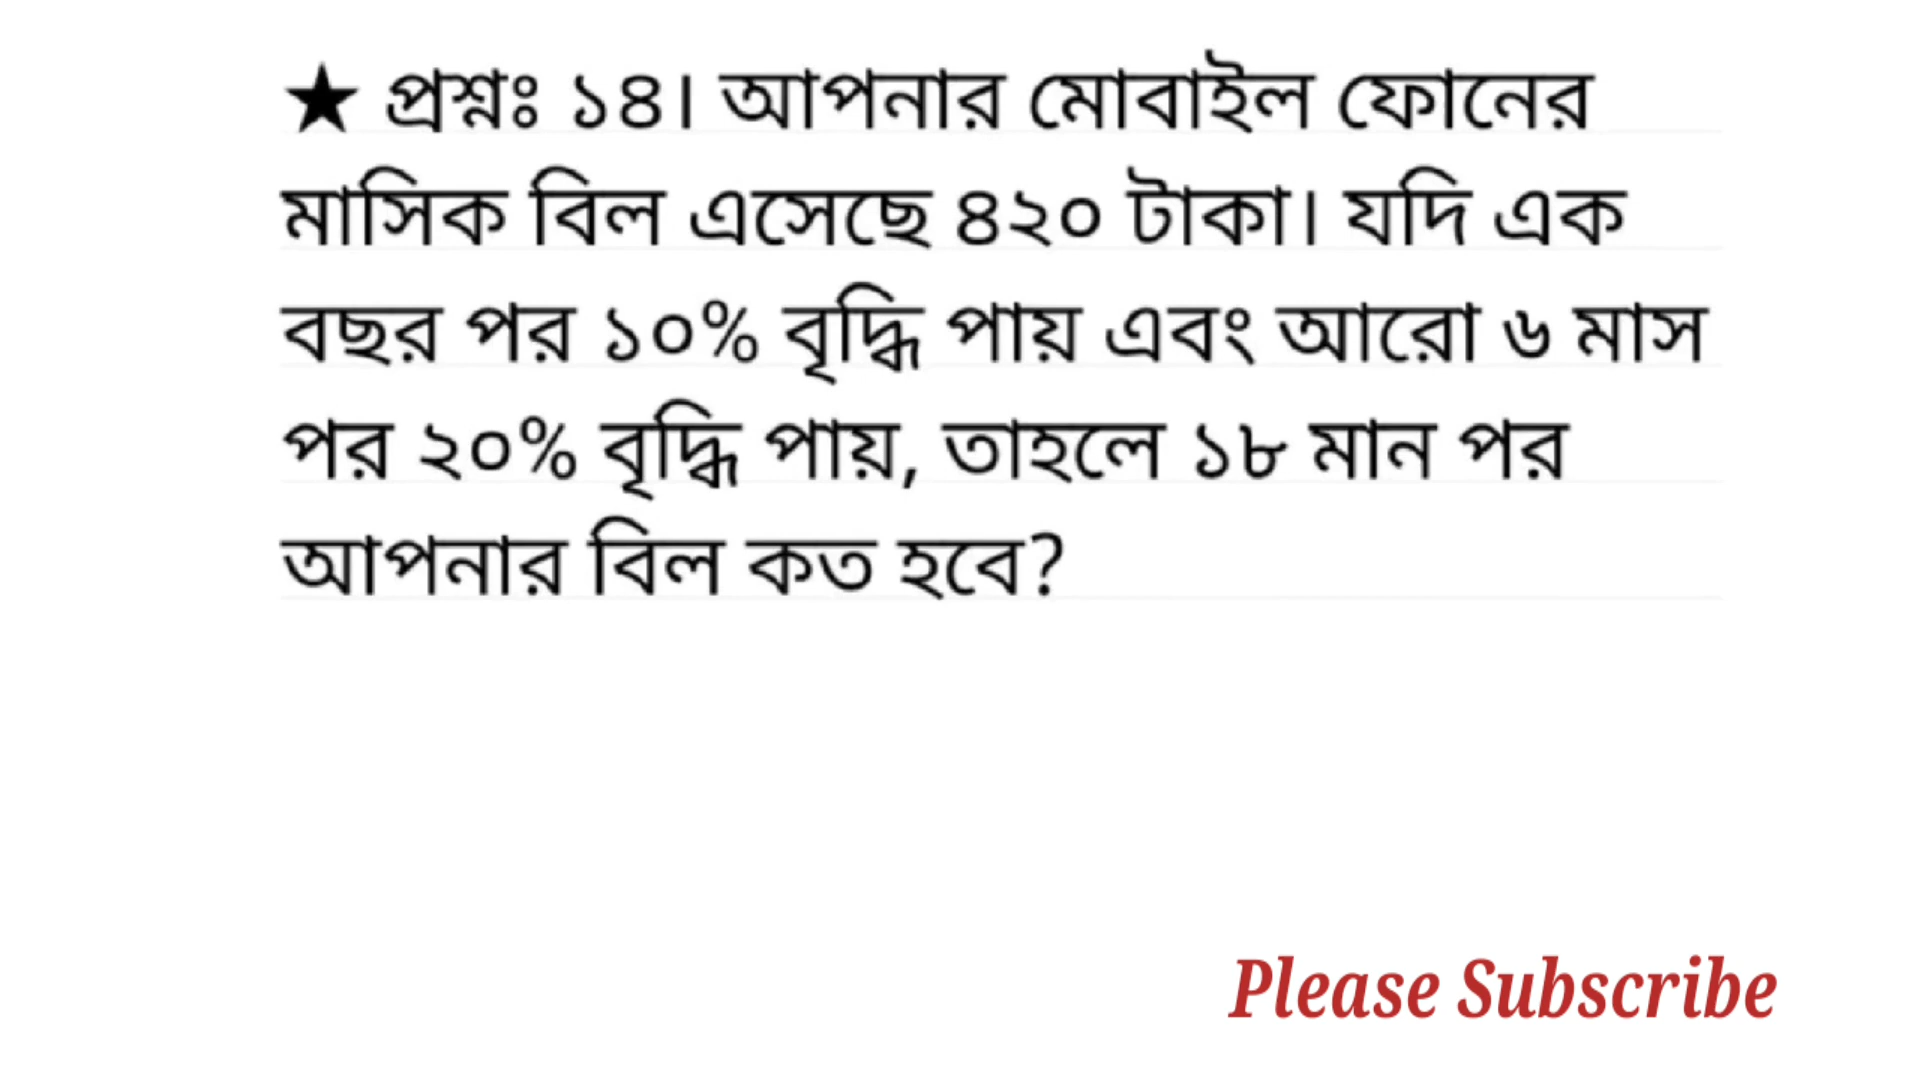 ★ প্রশ্নঃ ১৪। আপনার মোবাইল ফোনের
মাসিক বিল এসেছে ৪২০ টাকা। যদি এক
বছর পর ১০% বৃদ্ধি পায় এবং আরো ৬ মাস
পর ২০% বৃদ্ধি পায়, তাহলে ১৮ মান পর
আপনার বিল কত হবে?
Please Subscribe